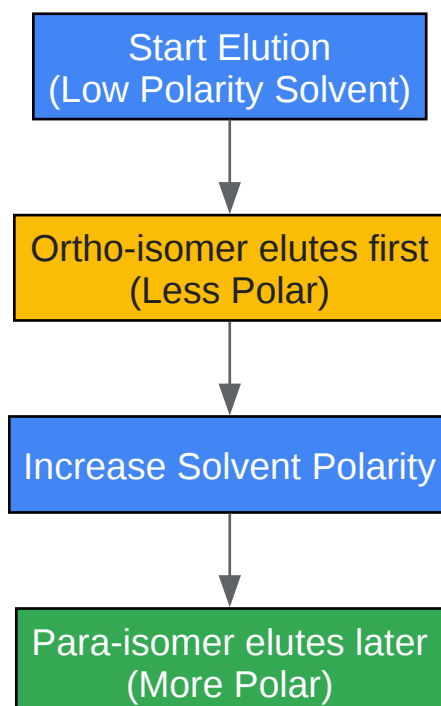 Start Elution
(Low Polarity Solvent)
Ortho-isomer elutes first
(Less Polar)
Increase Solvent Polarity
Para-isomer elutes later
(More Polar)